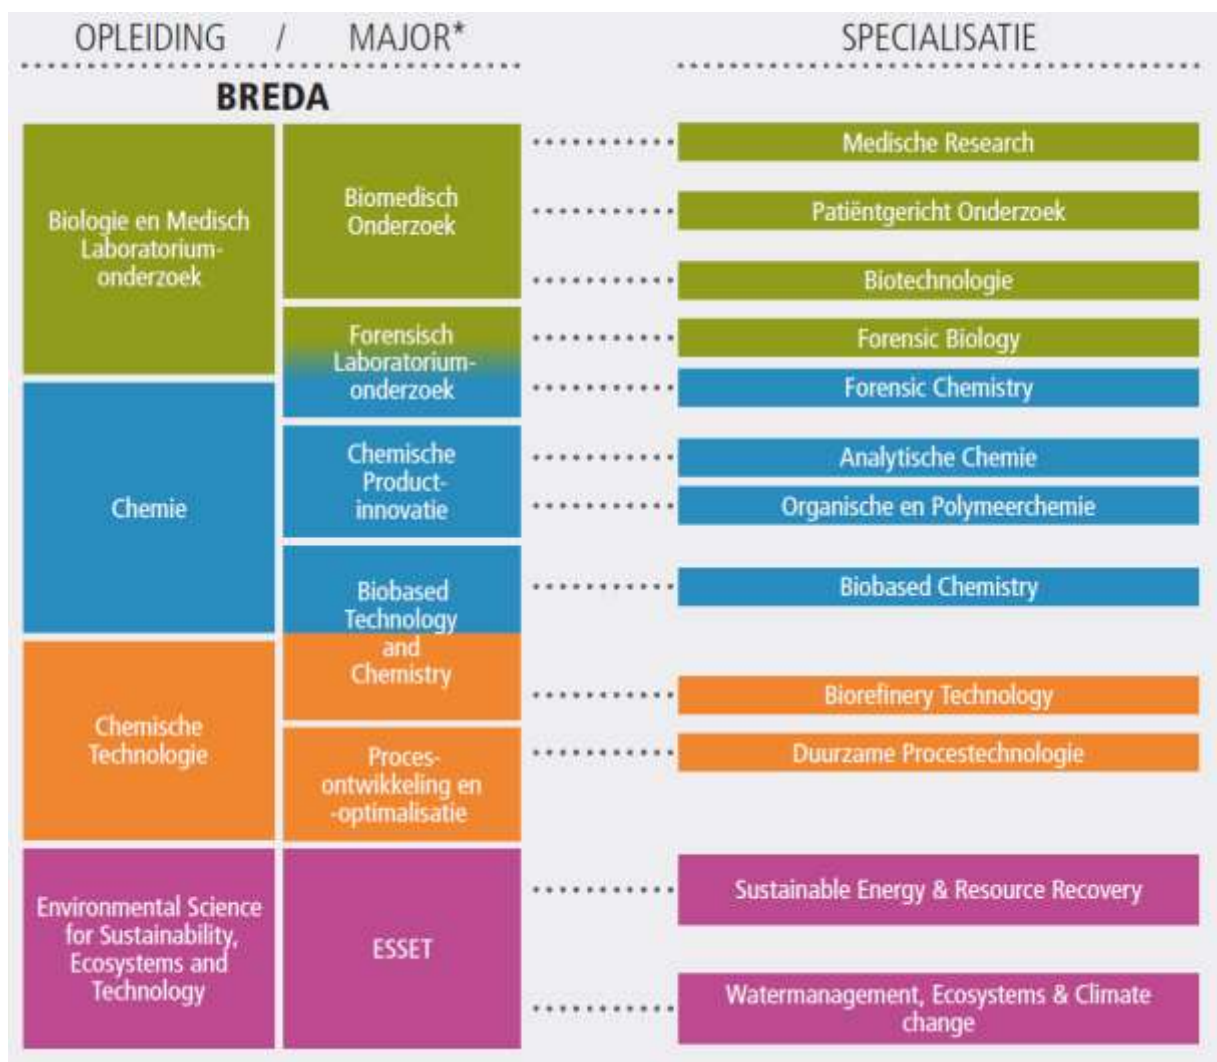 OPLEIDING / MAJOR*
SPECIALISATIE
BREDA
Biologie en Medisch
Laboratorium-
onderzoek
Biomedisch
Onderzoek
Medische Research
Patiëntgericht Onderzoek
Biotechnologie
Forensisch
Laboratorium-
onderzoek
Forensic Biology
Forensic Chemistry
Chemie
Chemische
Product-
innovatie
Analytische Chemie
Organische en Polymeerchemie
Biobased
Technology
and
Chemistry
Biobased Chemistry
Biorefinery Technology
Chemische
Technologie
Proces-
ontwikkeling en
-optimalisatie
Duurzame Procestechnologie
Environmental Science
for Sustainability,
Ecosystems and
Technology
ESSET
Sustainable Energy & Resource Recovery
Watermanagement, Ecosystems & Climate
change